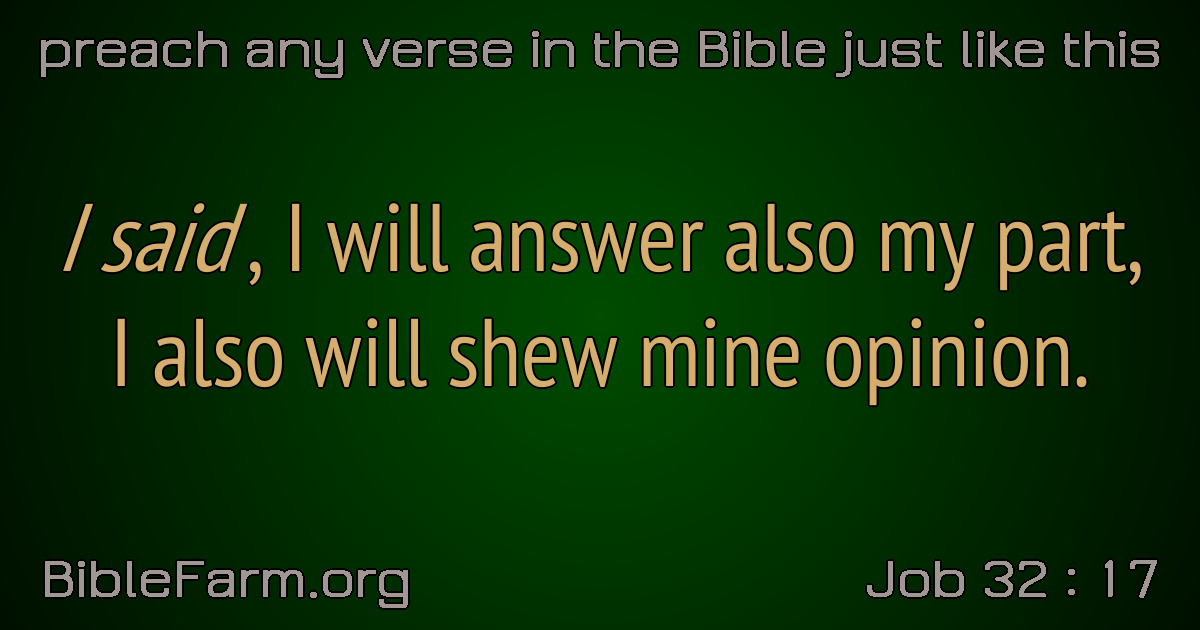 preach any verse in the Bible just like this
I said, I will answer also my part,
I also will shew mine opinion.
BibleFarm.org
Job 32 : 17